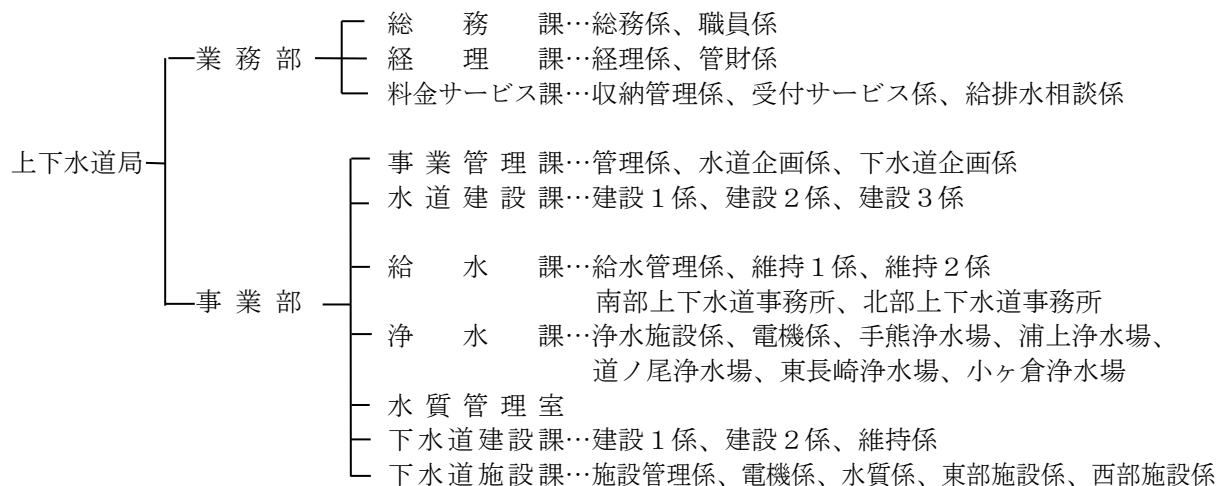 総務課…総務係、職員係
業務部 経理課…経理係、管財係
料金サービス課…収納管理係、受付サービス係、給排水相談係
上下水道局 事業管理課…管理係、水道企画係、下水道企画係
水道建設課…建設１係、建設２係、建設３係
給水課…給水管理係、維持１係、維持２係
事業部 南部上下水道事務所、北部上下水道事務所
浄水課…浄水施設係、電機係、手熊浄水場、浦上浄水場、
道ノ尾浄水場、東長崎浄水場、小ヶ倉浄水場
水質管理室
下水道建設課…建設１係、建設２係、維持係
下水道施設課…施設管理係、電機係、水質係、東部施設係、西部施設係